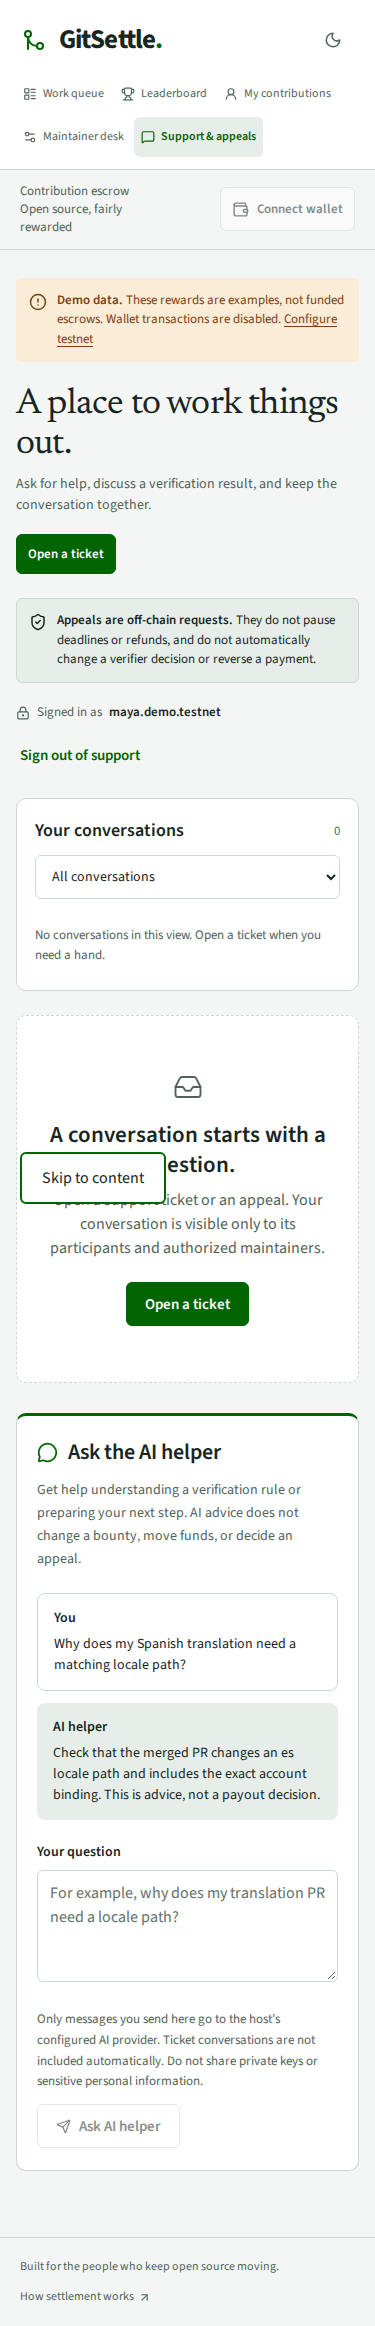 GitSettle.
Work queue
Leaderboard
My contributions
Maintainer desk
Support & appeals
Contribution escrow
Open source, fairly
rewarded
Connect wallet
Demo data. These rewards are examples, not funded
escrows. Wallet transactions are disabled. Configure
testnet
A place to work things
out.
Ask for help, discuss a verification result, and keep the
conversation together.
Open a ticket
Appeals are off-chain requests. They do not pause
deadlines or refunds, and do not automatically
change a verifier decision or reverse a payment.
Signed in as maya.demo.testnet
Sign out of support
Your conversations
0
All conversations
No conversations in this view. Open a ticket when you
need a hand.
A conversation starts with a
estion.
Skip to content
ticket or an appeal. Your
conversation is visible only to its
participants and authorized maintainers.
Open a ticket
Ask the AI helper
Get help understanding a verification rule or
preparing your next step. AI advice does not
change a bounty, move funds, or decide an
appeal.
You
Why does my Spanish translation need a
matching locale path?
AI helper
Check that the merged PR changes an es
locale path and includes the exact account
binding. This is advice, not a payout decision.
Your question
For example, why does my translation PR
need a locale path?
Only messages you send here go to the host's
configured AI provider. Ticket conversations are not
included automatically. Do not share private keys or
sensitive personal information.
Ask AI helper
Built for the people who keep open source moving.
How settlement works